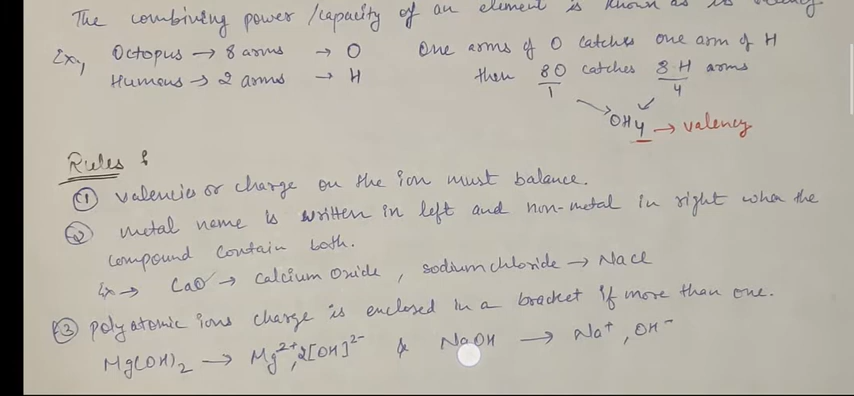 The combining power /capacity of an element is known as its valency
Ex, Octopus → 8 arms → O One arms of O catches one arm of H
Humans → 2 arms → H then 8O catches 8 H arms
1 4
OH4 → valency
Rules :
① valencies or charge on the ion must balance.
② metal name is written in left and non-metal in right when the
compound contain both.
Ex → CaO → calcium oxide, sodium chloride → NaCl
③ polyatomic ions charge is enclosed in a bracket if more than one.
Mg(OH)2 → Mg²⁺, 2[OH]²⁻ & NaOH → Na⁺, OH⁻